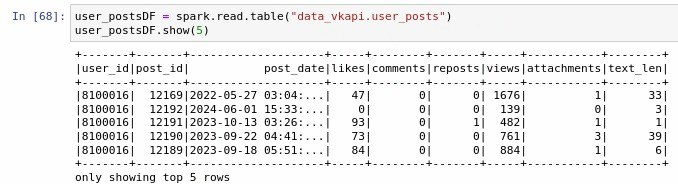 In [68]: user_postsDF = spark.read.table("data_vkapi.user_posts")
user_postsDF.show(5)
+-------+-------+--------------------+-----+--------+-------+-----+-----------+--------+
|user_id|post_id|           post_date|likes|comments|reposts|views|attachments|text_len|
+-------+-------+--------------------+-----+--------+-------+-----+-----------+--------+
|8100016|  12169|2022-05-27 03:04:...|   47|       0|      0| 1676|          1|      33|
|8100016|  12192|2024-06-01 15:33:...|    0|       0|      0|  139|          0|       3|
|8100016|  12191|2023-10-13 03:26:...|   93|       0|      1|  482|          1|       1|
|8100016|  12190|2023-09-22 04:41:...|   73|       0|      0|  761|          3|      39|
|8100016|  12189|2023-09-18 05:51:...|   84|       0|      0|  884|          1|       6|
+-------+-------+--------------------+-----+--------+-------+-----+-----------+--------+
only showing top 5 rows